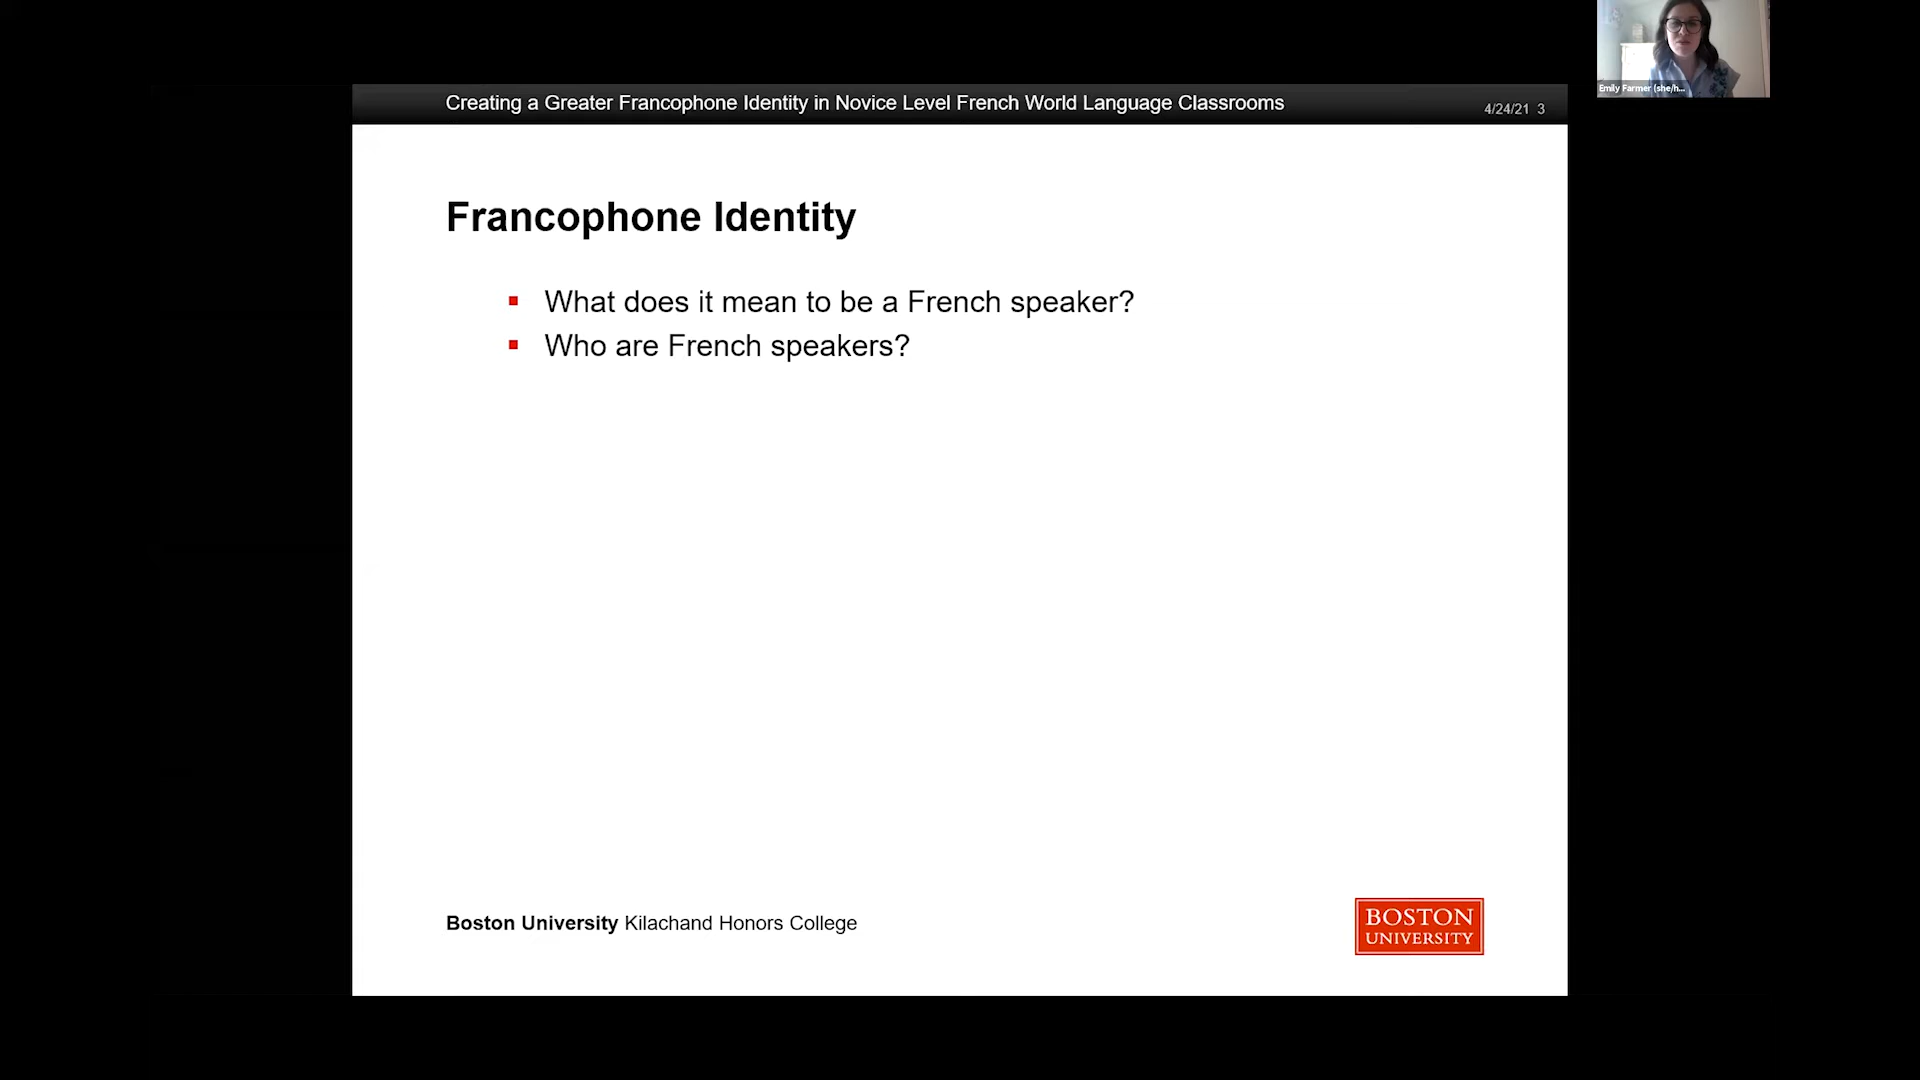 Creating a Greater Francophone Identity in Novice Level French World Language Classrooms
4/24/21 3
Emily Farmer (she/h...
Francophone Identity
What does it mean to be a French speaker?
Who are French speakers?
Boston University Kilachand Honors College
BOSTON
UNIVERSITY